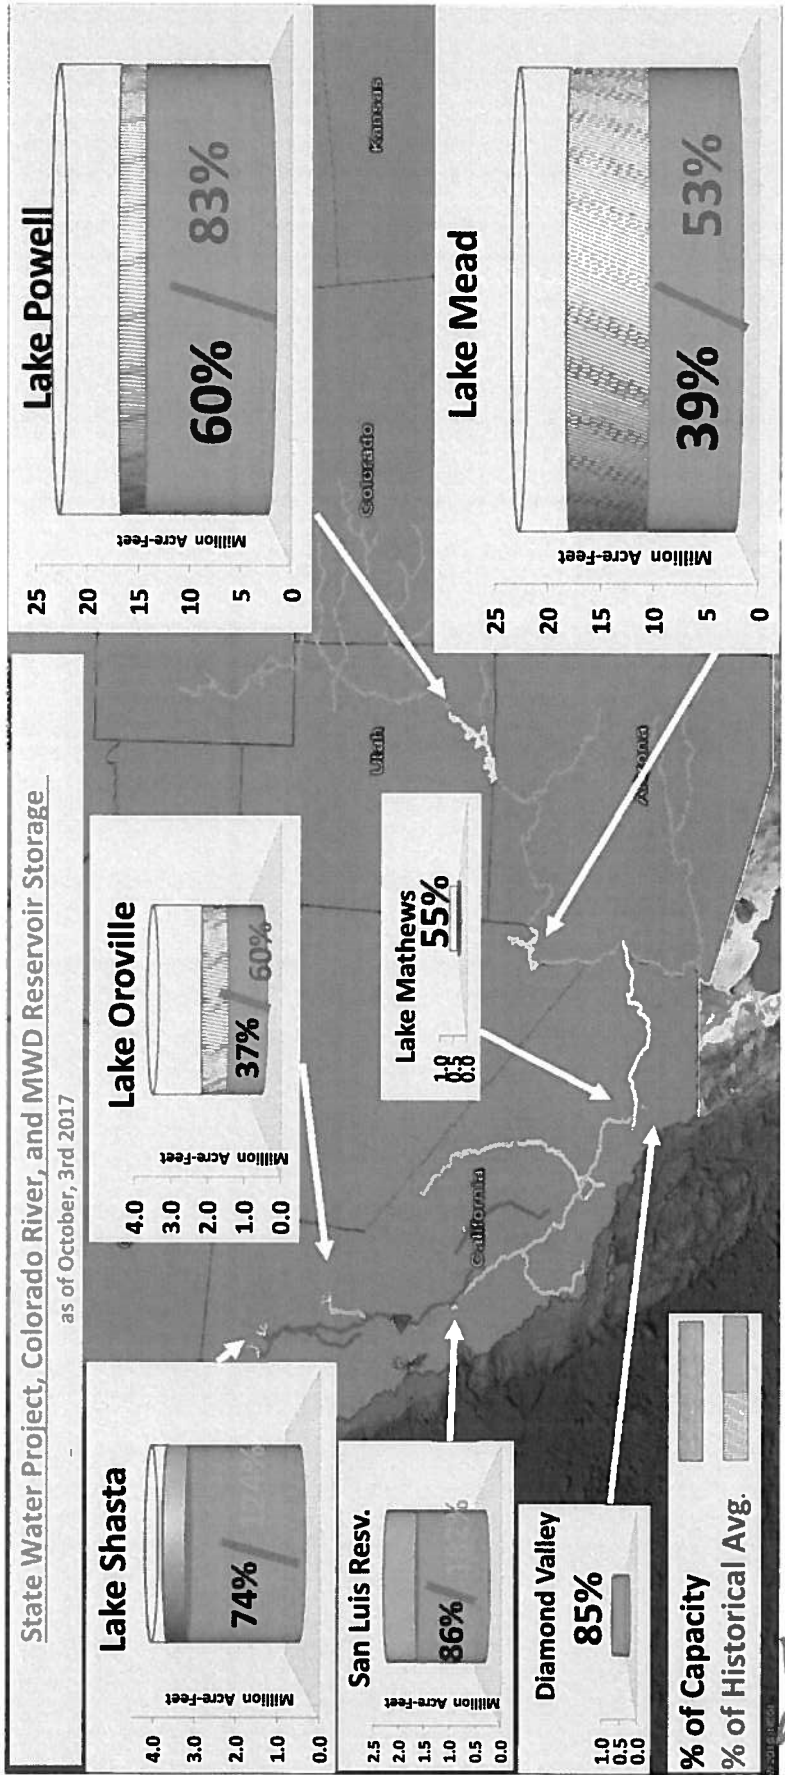 State Water Project, Colorado River, and MWD Reservoir Storage
as of October, 3rd 2017
Lake Shasta
4.0
3.0
2.0
1.0
0.0
Million Acre-Feet
74% /
San Luis Resv.
2.5
2.0
1.5
1.0
0.5
0.0
Million Acre-Feet
86% /
Diamond Valley
1.0
0.5
0.0
85%
% of Capacity
% of Historical Avg.
Lake Oroville
4.0
3.0
2.0
1.0
0.0
Million Acre-Feet
37% / 60%
Lake Mathews
1.0
0.5
0.0
55%
Lake Powell
25
20
15
10
5
0
Million Acre-Feet
60% / 83%
Lake Mead
25
20
15
10
5
0
Million Acre-Feet
39% / 53%
California
Utah
Arizona
Colorado
Kansas